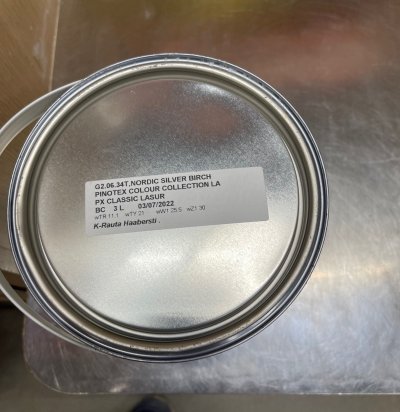 G2.06.34T,NORDIC SILVER BIRCH
PINOTEX COLOUR COLLECTION LA
PX CLASSIC LASUR
BC 3 L 03/07/2022
wTR 11.1 wTY 21 wWT 25.5 wZ1 30
K-Rauta Haabersti .